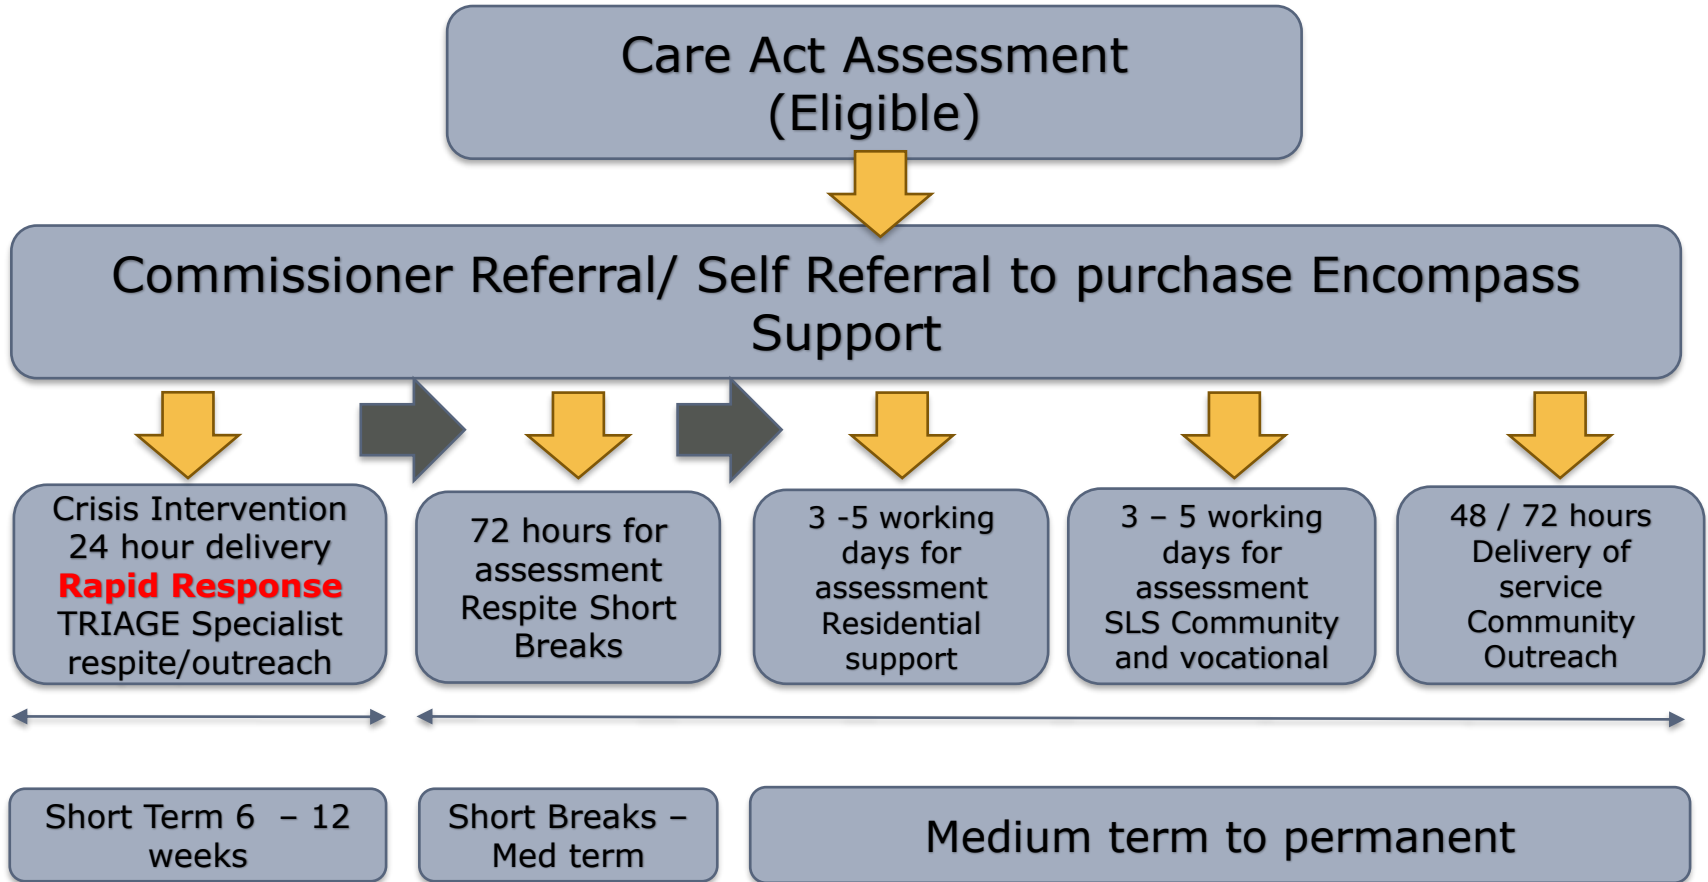 Care Act Assessment
(Eligible)
Commissioner Referral/ Self Referral to purchase Encompass
Support
Crisis Intervention
24 hour delivery
Rapid Response
TRIAGE Specialist
respite/outreach
72 hours for
assessment
Respite Short
Breaks
3 -5 working
days for
assessment
Residential
support
3 – 5 working
days for
assessment
SLS Community
and vocational
48 / 72 hours
Delivery of
service
Community
Outreach
Short Term 6 – 12
weeks
Short Breaks –
Med term
Medium term to permanent